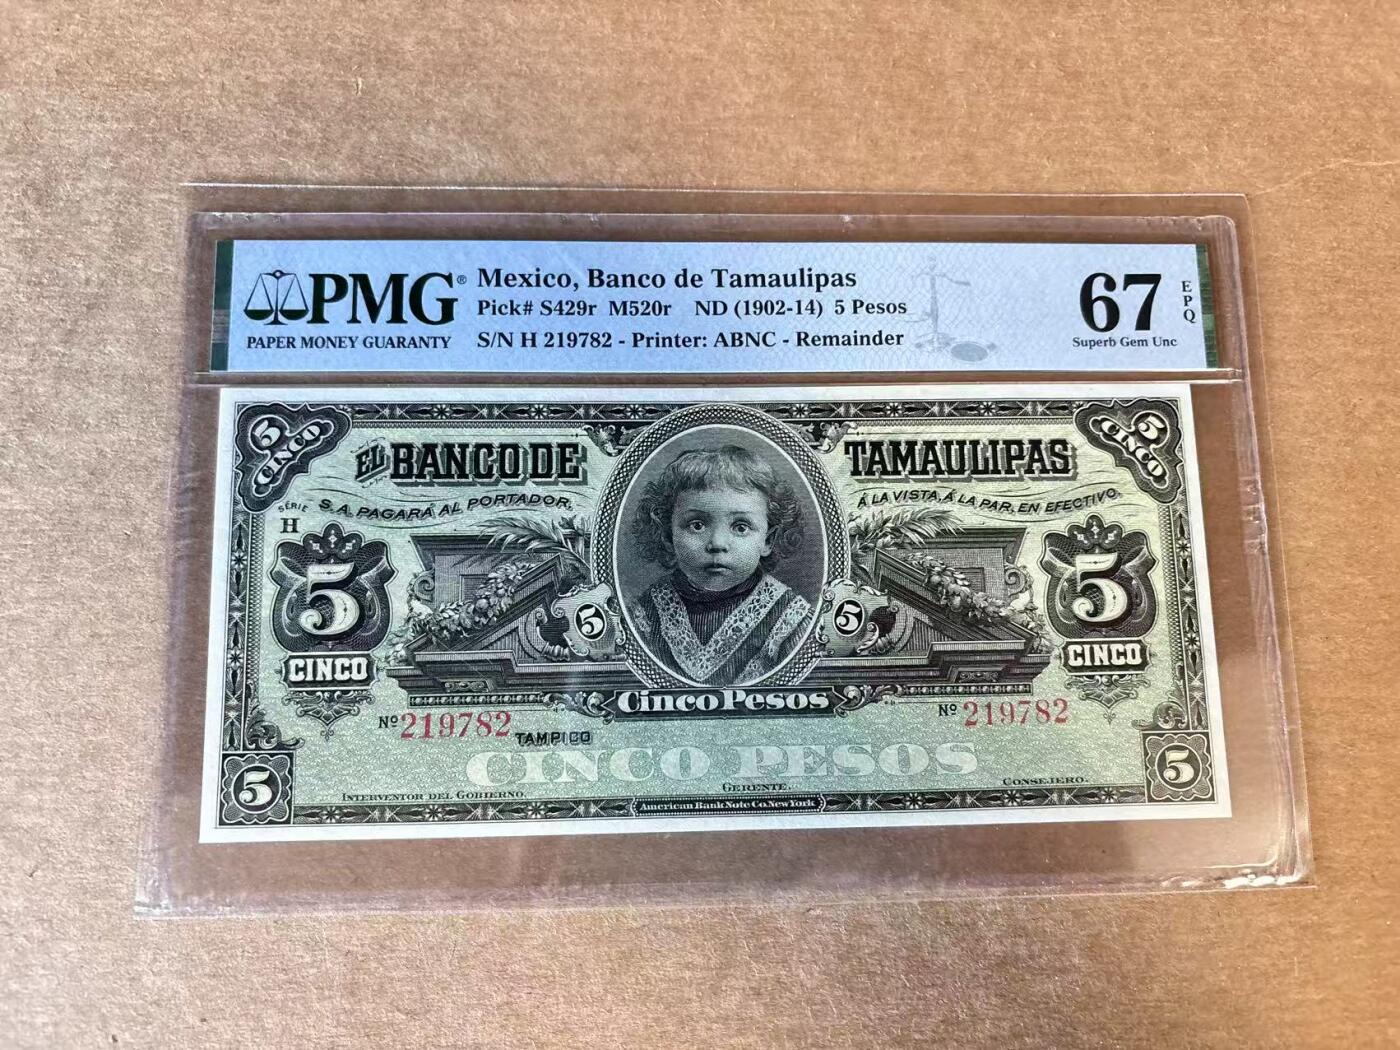 PMG®
PAPER MONEY GUARANTY
Mexico, Banco de Tamaulipas
Pick# S429r M520r ND (1902-14) 5 Pesos
S/N H 219782 - Printer: ABNC - Remainder
67
EPQ
Superb Gem Unc
5
CINCO
5
CINCO
EL BANCO DE TAMAULIPAS
S.A. PAGARÁ AL PORTADOR, Á LA VISTA, Á LA PAR, EN EFECTIVO.
SERIE
H
5
CINCO
5
5
5
CINCO
Cinco Pesos
Nº 219782
Nº 219782
TAMPICO
CINCO PESOS
5
INTERVENTOR DEL GOBIERNO.
GERENTE.
CONSEJERO.
5
American Bank Note Co. New York